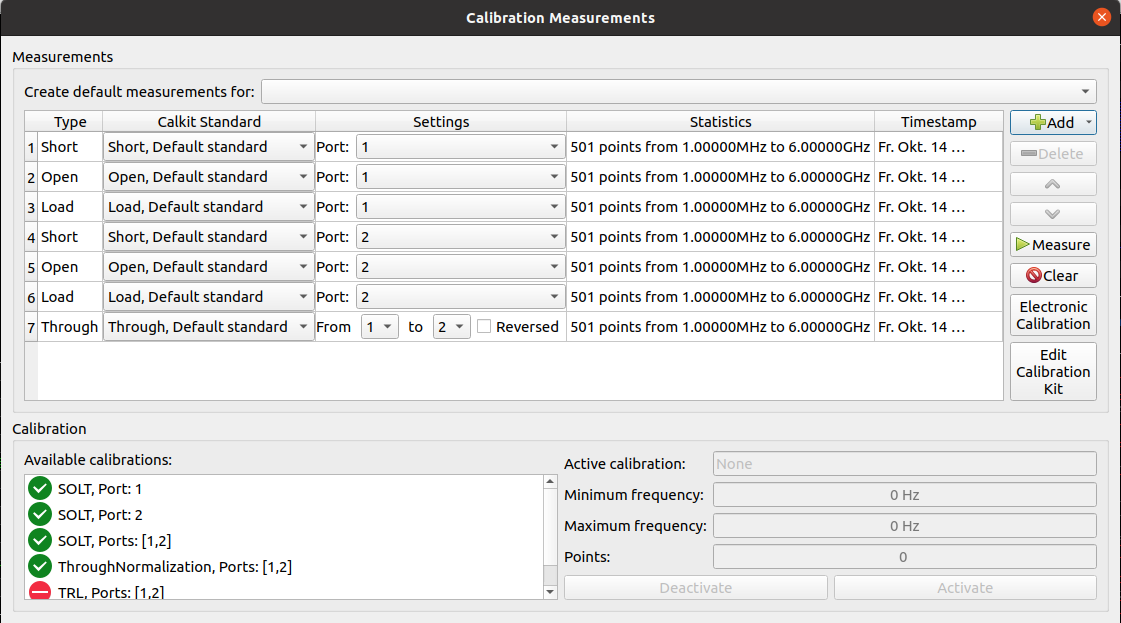 Calibration Measurements
Measurements
Create default measurements for:
Type Calkit Standard Settings Statistics Timestamp
1 Short Short, Default standard Port: 1 501 points from 1.00000MHz to 6.00000GHz Fr. Okt. 14 ...
2 Open Open, Default standard Port: 1 501 points from 1.00000MHz to 6.00000GHz Fr. Okt. 14 ...
3 Load Load, Default standard Port: 1 501 points from 1.00000MHz to 6.00000GHz Fr. Okt. 14 ...
4 Short Short, Default standard Port: 2 501 points from 1.00000MHz to 6.00000GHz Fr. Okt. 14 ...
5 Open Open, Default standard Port: 2 501 points from 1.00000MHz to 6.00000GHz Fr. Okt. 14 ...
6 Load Load, Default standard Port: 2 501 points from 1.00000MHz to 6.00000GHz Fr. Okt. 14 ...
7 Through Through, Default standard From 1 to 2 Reversed 501 points from 1.00000MHz to 6.00000GHz Fr. Okt. 14 ...
Add
Delete
Measure
Clear
Electronic
Calibration
Edit
Calibration
Kit
Calibration
Available calibrations:
SOLT, Port: 1
SOLT, Port: 2
SOLT, Ports: [1,2]
ThroughNormalization, Ports: [1,2]
TRL, Ports: [1,2]
Active calibration: None
Minimum frequency: 0 Hz
Maximum frequency: 0 Hz
Points: 0
Deactivate Activate